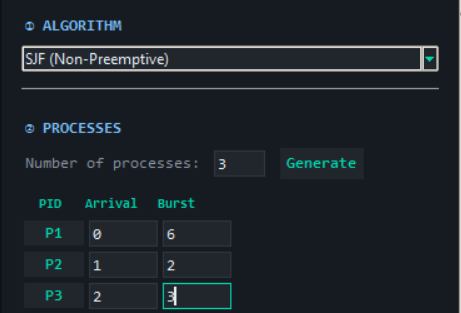 ① ALGORITHM
SJF (Non-Preemptive)
② PROCESSES
Number of processes: 3 Generate
PID Arrival Burst
P1 0 6
P2 1 2
P3 2 3